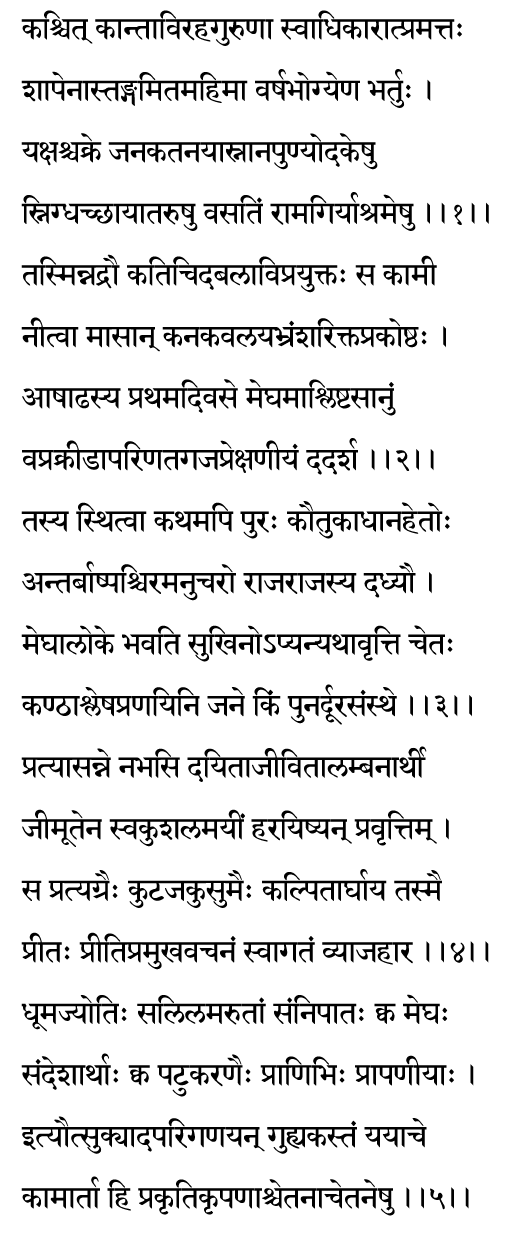 कश्चित् कान्ताविरहगुरुणा स्वाधिकारात्प्रमत्तः
शापेनास्तङ्गमितमहिमा वर्षभोग्येण भर्तुः ।
यक्षश्चक्रे जनकतनयास्नानपुण्योदकेषु
स्निग्धच्छायातरुषु वसतिं रामगिर्याश्रमेषु ।।१।।
तस्मिन्नद्रौ कतिचिदबलाविप्रयुक्तः स कामी
नीत्वा मासान् कनकवलयभ्रंशारिक्तप्रकोष्ठः ।
आषाढस्य प्रथमदिवसे मेघमाश्लिष्टसानुं
वप्रक्रीडापरिणतगजप्रेक्षणीयं ददर्श ।।२।।
तस्य स्थित्वा कथमपि पुरः कौतुकाधानहेतोः
अन्तर्बाष्पश्चिरमनुचरो राजराजस्य दध्यौ ।
मेघालोके भवति सुखिनोऽप्यन्यथावृत्ति चेतः
कण्ठाश्लेषप्रणयिनि जने किं पुनर्दूरसंस्थे ।।३।।
प्रत्यासन्ने नभसि दयिताजीवितालम्बनार्थी
जीमूतेन स्वकुशलमयीं हरयिष्यन् प्रवृत्तिम् ।
स प्रत्यग्रैः कुटजकुसुमैः कल्पितार्घाय तस्मै
प्रीतः प्रीतिप्रमुखवचनं स्वागतं व्याजहार ।।४।।
धूमज्योतिः सलिलमरुतां संनिपातः क्व मेघः
संदेशार्थाः क्व पटुकरणैः प्राणिभिः प्रापणीयाः ।
इत्यौत्सुक्यादपरिगणयन् गुह्यकस्तं ययाचे
कामार्ता हि प्रकृतिकृपणाश्चेतनाचेतनेषु ।।५।।